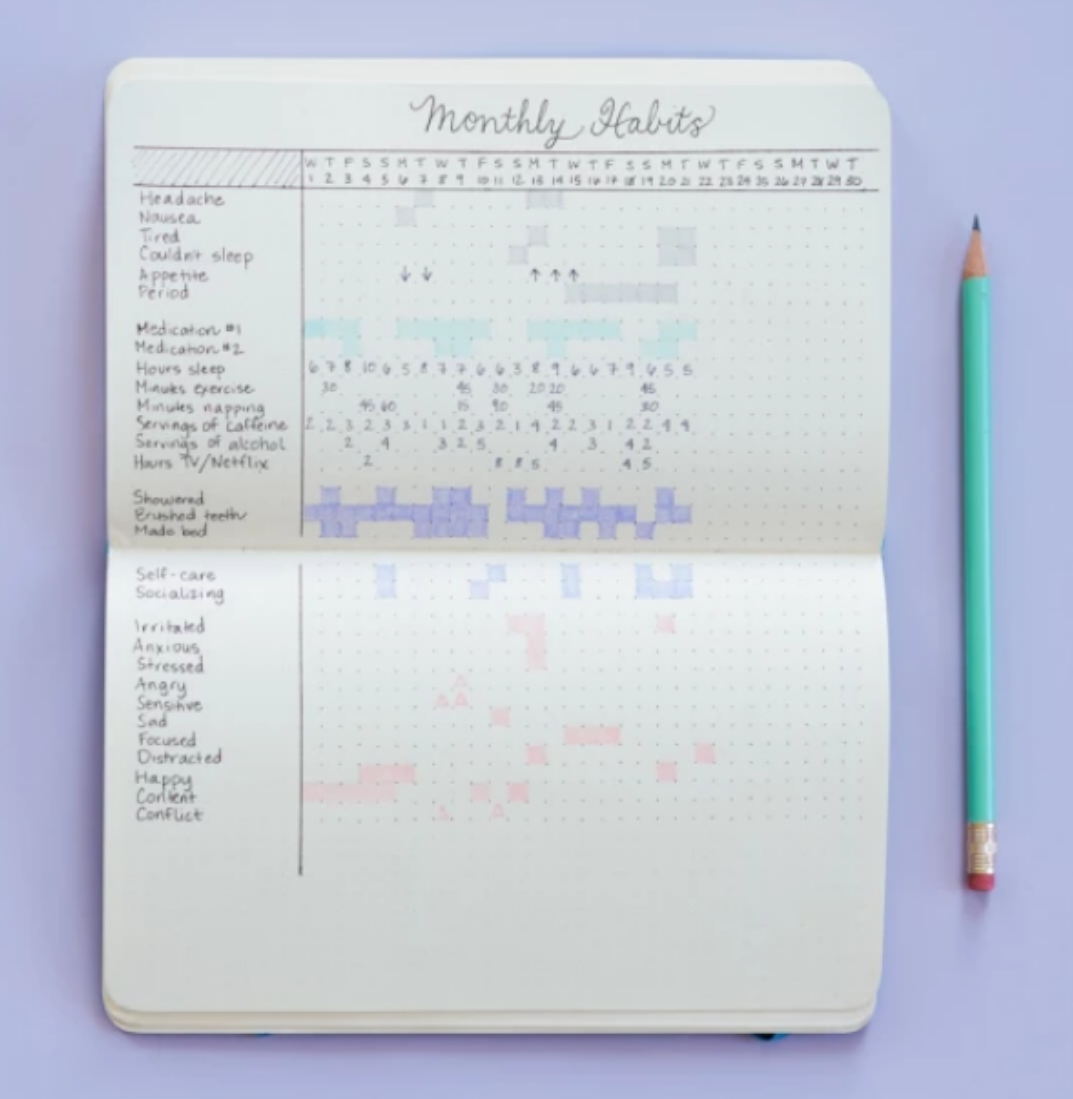 Monthly Habits
W T F S S M T W T F S S M T W T F S S M T W T F S S M T W T
1 2 3 4 5 6 7 8 9 10 11 12 13 14 15 16 17 18 19 20 21 22 23 24 25 26 27 28 29 30
Headache
Nausea
Tired
Couldn't sleep
Appetite ↓ ↓ ↑ ↑ ↑
Period
Medication #1
Medication #2
Hours sleep 6 7 8 10 6 5 8 7 7 6 6 3 8 9 6 6 7 9 6 5 5
Minutes exercise 30 45 30 20 20 45
Minutes napping 45 60 15 90 45 30
Servings of caffeine 2 2 3 2 3 3 1 1 2 3 2 1 4 2 2 3 1 2 2 4 4
Servings of alcohol 2 4 3 2 5 4 3 4 2
Hours TV/Netflix 2 8 8 5 4 5
Showered
Brushed teeth
Made bed
Self-care
Socializing
Irritated
Anxious
Stressed
Angry
Sensitive
Sad
Focused
Distracted
Happy
Content
Conflict